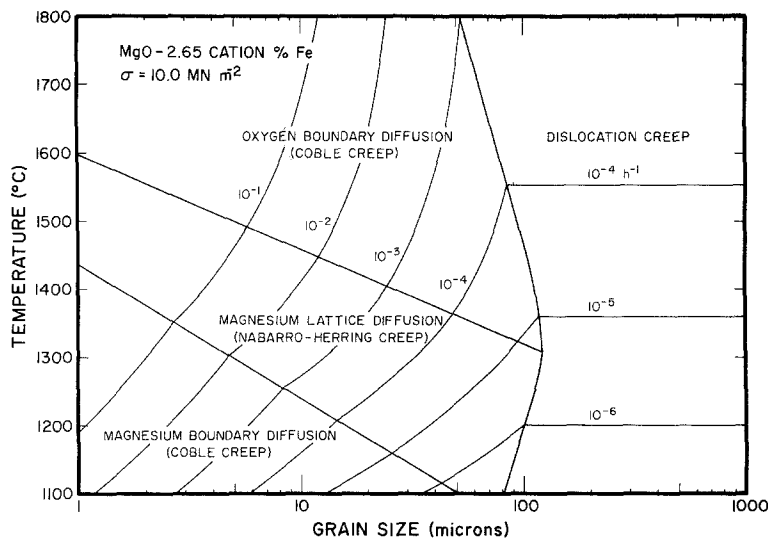 MgO-2.65 CATION % Fe
σ = 10.0 MN m̄²
OXYGEN BOUNDARY DIFFUSION
(COBLE CREEP)
DISLOCATION CREEP
10⁻¹
10⁻²
10⁻³
10⁻⁴
10⁻⁴ h⁻¹
MAGNESIUM LATTICE DIFFUSION
(NABARRO-HERRING CREEP)
10⁻⁵
MAGNESIUM BOUNDARY DIFFUSION
(COBLE CREEP)
10⁻⁶
TEMPERATURE (°C)
1800
1700
1600
1500
1400
1300
1200
1100
1
10
100
1000
GRAIN SIZE (microns)